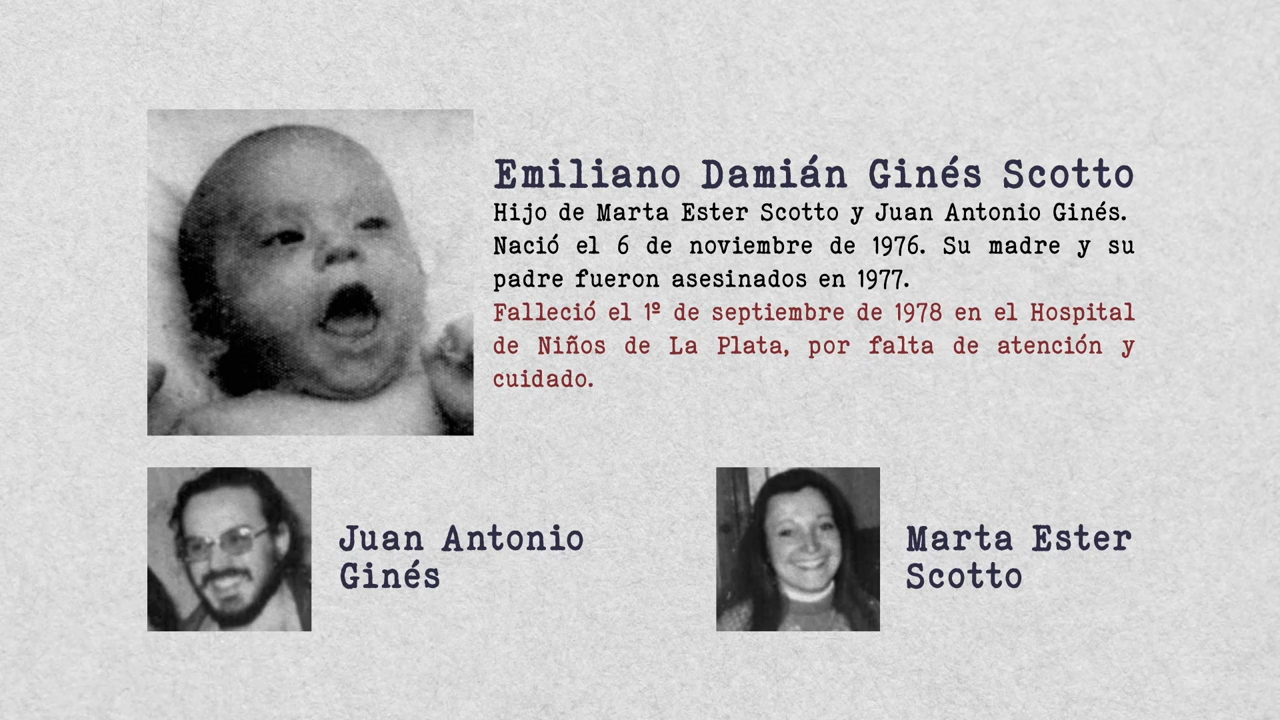 Emiliano Damián Ginés Scotto
Hijo de Marta Ester Scotto y Juan Antonio Ginés.
Nació el 6 de noviembre de 1976. Su madre y su
padre fueron asesinados en 1977.
Falleció el 1º de septiembre de 1978 en el Hospital
de Niños de La Plata, por falta de atención y
cuidado.
Juan Antonio
Ginés
Marta Ester
Scotto